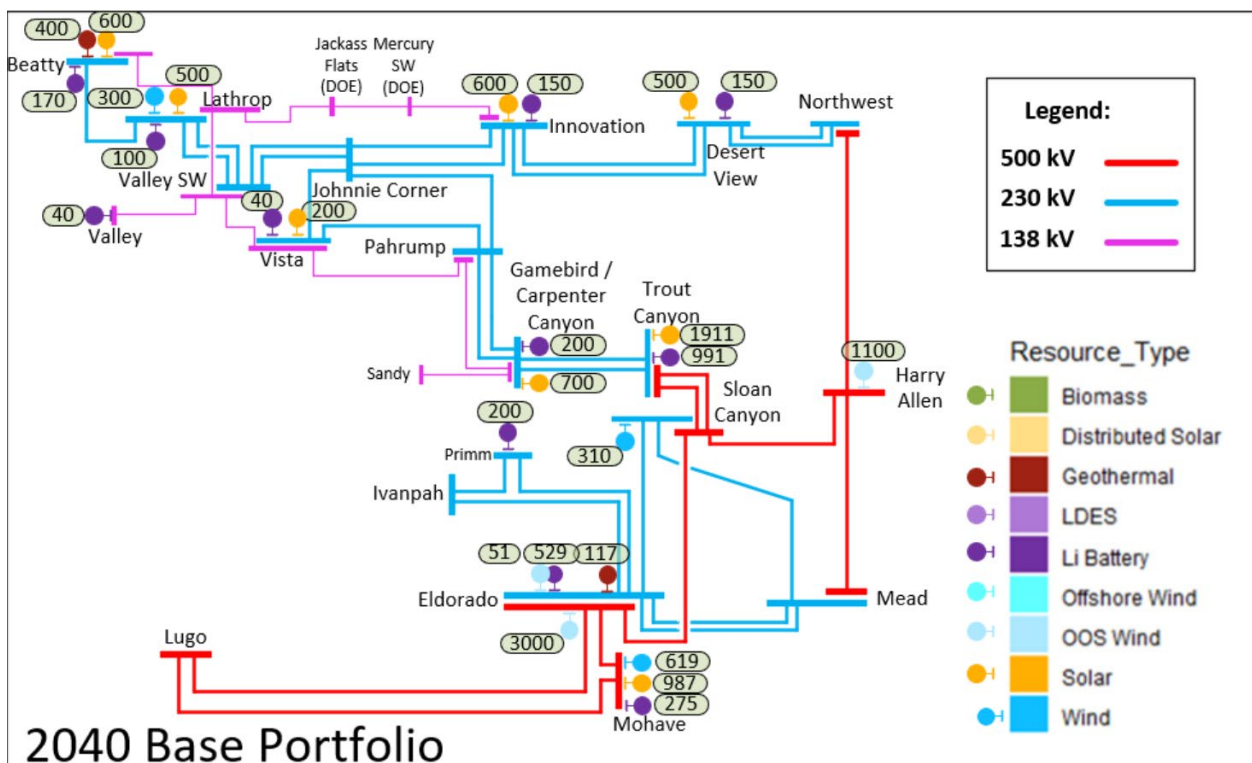 400
600
Beatty
170
300
500
Lathrop
Jackass
Flats
(DOE)
Mercury
SW
(DOE)
600
150
Innovation
500
150
Northwest
Desert
View
100
Valley SW
Johnnie Corner
40
200
40
Valley
Vista
Pahrump
Gamebird /
Carpenter
Canyon
Trout
Canyon
200
700
1911
991
Sandy
Sloan
Canyon
1100
Harry
Allen
200
Primm
310
Ivanpah
51
529
117
Eldorado
Mead
3000
Lugo
619
987
275
Mohave
2040 Base Portfolio
Legend:
500 kV
230 kV
138 kV
Resource_Type
Biomass
Distributed Solar
Geothermal
LDES
Li Battery
Offshore Wind
OOS Wind
Solar
Wind